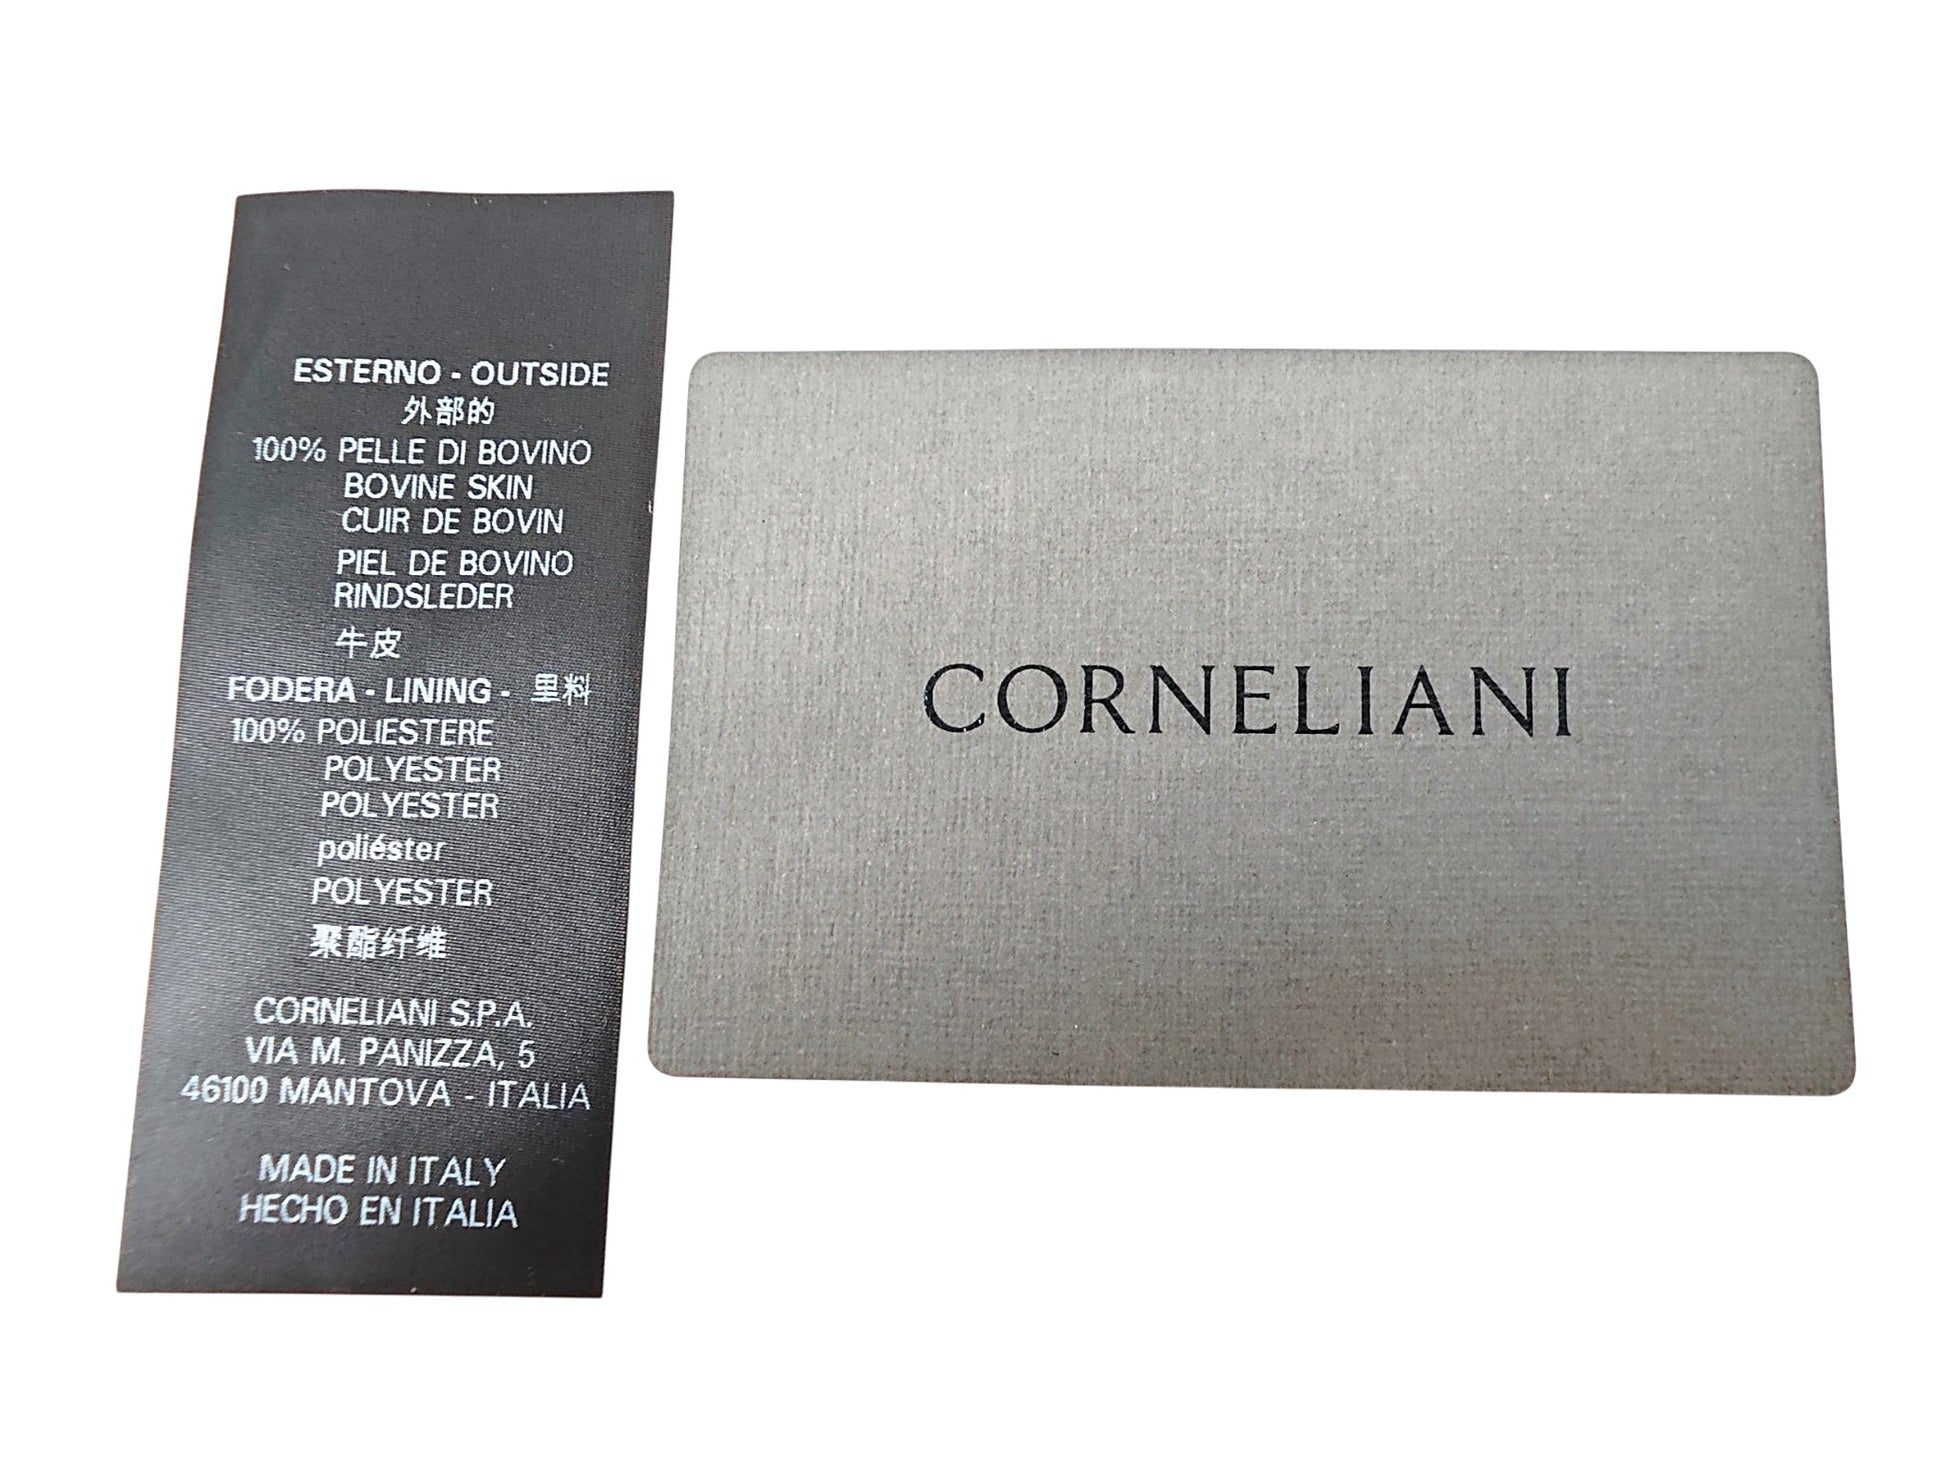 ESTERNO - OUTSIDE
外部的
100% PELLE DI BOVINO
BOVINE SKIN
CUIR DE BOVIN
PIEL DE BOVINO
RINDSLEDER
牛皮
FODERA - LINING - 里料
100% POLIESTERE
POLYESTER
POLYESTER
poliéster
POLYESTER
聚酯纤维
CORNELIANI S.P.A.
VIA M. PANIZZA, 5
46100 MANTOVA - ITALIA
MADE IN ITALY
HECHO EN ITALIA
CORNELIANI